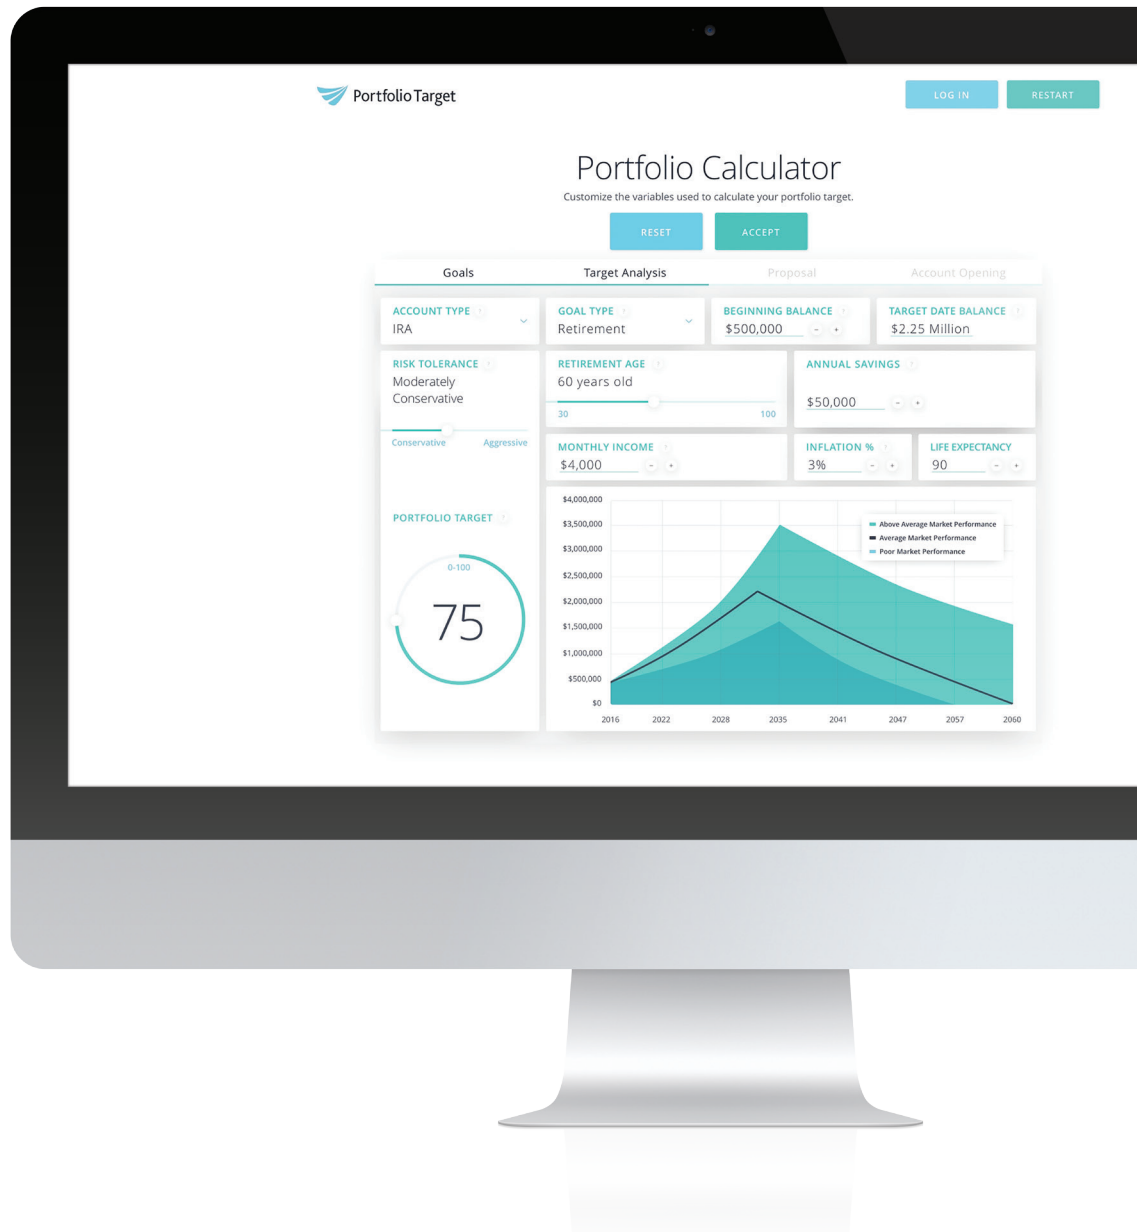 Portfolio Target
LOG IN
RESTART
Portfolio Calculator
Customize the variables used to calculate your portfolio target.
RESET
ACCEPT
Goals
Target Analysis
Proposal
Account Opening
ACCOUNT TYPE ?
IRA
GOAL TYPE ?
Retirement
BEGINNING BALANCE ?
$500,000 - +
TARGET DATE BALANCE ?
$2.25 Million
RISK TOLERANCE ?
Moderately
Conservative
Conservative
Aggressive
RETIREMENT AGE ?
60 years old
30
100
ANNUAL SAVINGS ?
$50,000 - +
MONTHLY INCOME ?
$4,000 - +
INFLATION % ?
3% - +
LIFE EXPECTANCY
90 - +
PORTFOLIO TARGET ?
0-100
75
$4,000,000
$3,500,000
$3,000,000
$2,500,000
$2,000,000
$1,500,000
$1,000,000
$500,000
$0
Above Average Market Performance
Average Market Performance
Poor Market Performance
2016
2022
2028
2035
2041
2047
2057
2060